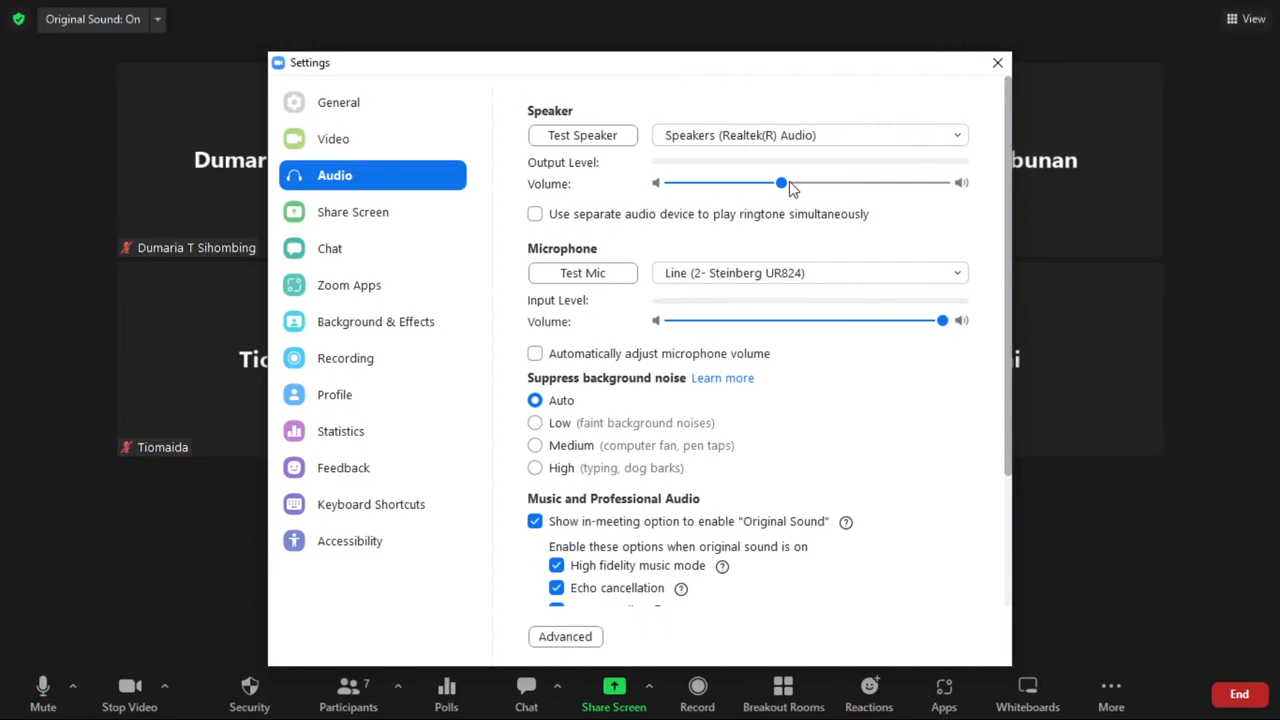 Original Sound: On
View
Settings
General
Video
Audio
Share Screen
Chat
Zoom Apps
Background & Effects
Recording
Profile
Statistics
Feedback
Keyboard Shortcuts
Accessibility
Speaker
Test Speaker Speakers (Realtek(R) Audio)
Output Level:
Volume:
Use separate audio device to play ringtone simultaneously
Microphone
Test Mic Line (2- Steinberg UR824)
Input Level:
Volume:
Automatically adjust microphone volume
Suppress background noise Learn more
Auto
Low (faint background noises)
Medium (computer fan, pen taps)
High (typing, dog barks)
Music and Professional Audio
Show in-meeting option to enable "Original Sound" ?
Enable these options when original sound is on
High fidelity music mode ?
Echo cancellation ?
Advanced
Dumaria T Sihombing
Tiomaida
Mute
Stop Video
Security
Participants 7
Polls
Chat
Share Screen
Record
Breakout Rooms
Reactions
Apps
Whiteboards
More
End